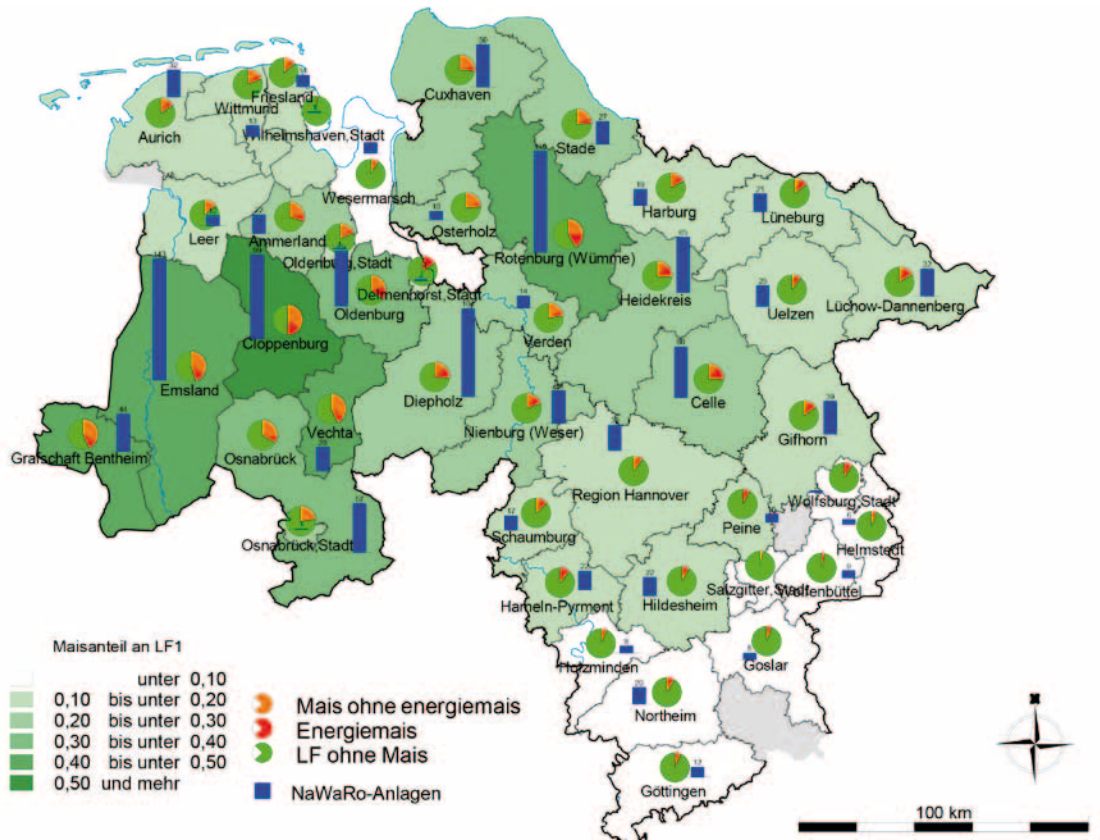 Cuxhaven
Friesland
Wittmund
Aurich
Wilhelmshaven,Stadt
Stade
Wesermarsch
Harburg
Lüneburg
Osterholz
Leer
Ammerland
Rotenburg (Wümme)
Oldenburg,Stadt
Heidekreis
Delmenhorst,Stadt
Lüchow-Dannenberg
Oldenburg
Uelzen
Cloppenburg
Verden
Emsland
Diepholz
Celle
Vechta
Nienburg (Weser)
Gifhorn
Grafschaft Bentheim
Osnabrück
Region Hannover
Wolfsburg,Stadt
Peine
Schaumburg
Osnabrück,Stadt
Helmstedt
Salzgitter,Stadt
Wolfenbüttel
Hameln-Pyrmont
Hildesheim
Holzminden
Goslar
Northeim
Göttingen
Maisanteil an LF1
unter 0,10
0,10 bis unter 0,20
0,20 bis unter 0,30
0,30 bis unter 0,40
0,40 bis unter 0,50
0,50 und mehr
Mais ohne energiemais
Energiemais
LF ohne Mais
NaWaRo-Anlagen
100 km